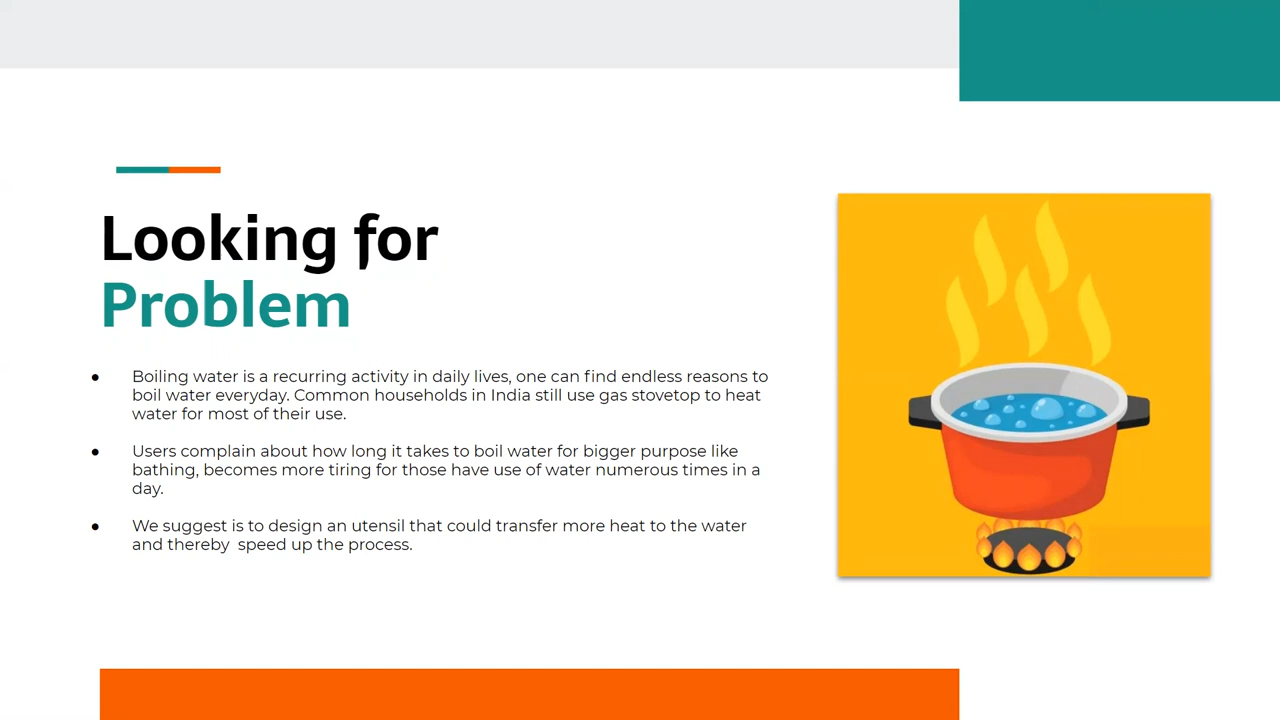 Looking for
Problem
● Boiling water is a recurring activity in daily lives, one can find endless reasons to
boil water everyday. Common households in India still use gas stovetop to heat
water for most of their use.
● Users complain about how long it takes to boil water for bigger purpose like
bathing, becomes more tiring for those have use of water numerous times in a
day.
● We suggest is to design an utensil that could transfer more heat to the water
and thereby  speed up the process.